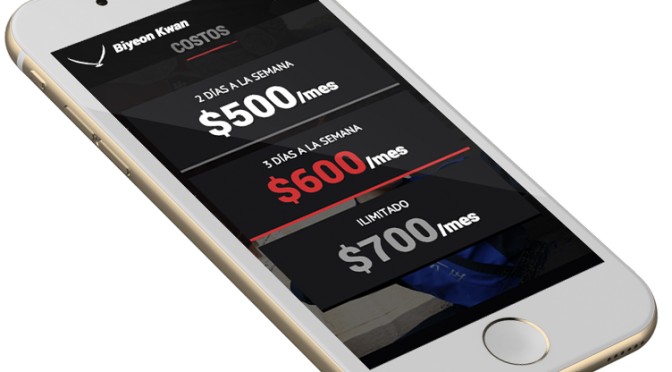 Biyeon Kwan
COSTOS
2 DÍAS A LA SEMANA
$500/mes
3 DÍAS A LA SEMANA
$600/mes
ILIMITADO
$700/mes